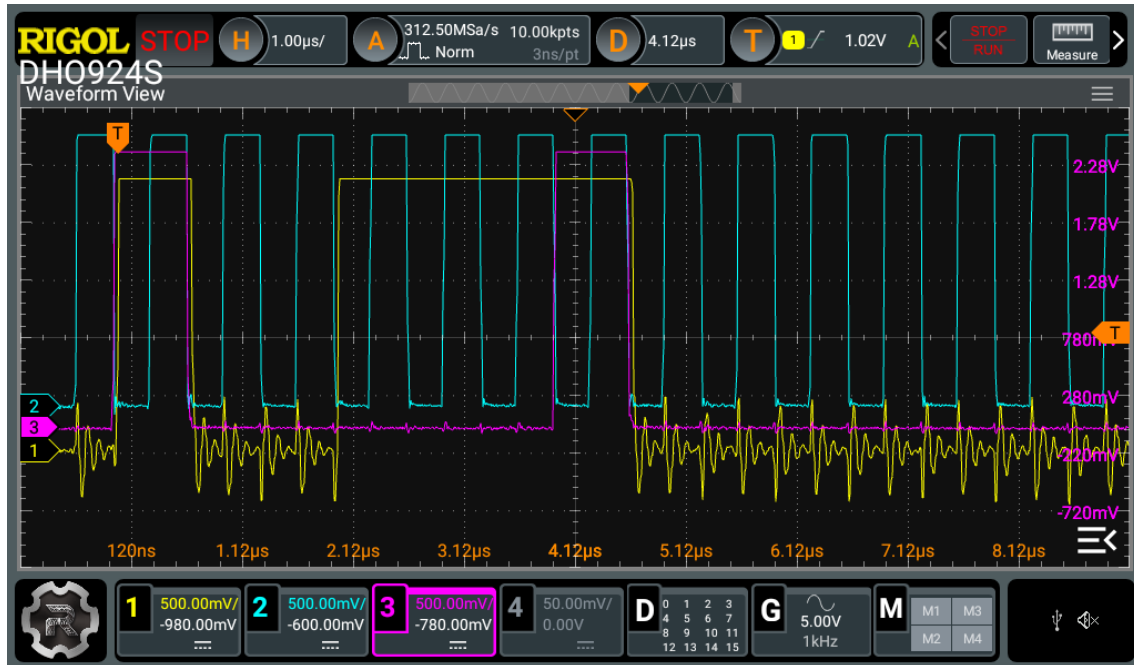 RIGOL STOP H 1.00μs/ A 312.50MSa/s 10.00kpts D 4.12μs T 1 1.02V A < STOP >
Norm 3ns/pt RUN Measure
DHO924S
Waveform View
T
2.28V
1.78V
1.28V
T
780m
2 280mV
3
1 -220mV
-720mV
120ns 1.12μs 2.12μs 3.12μs 4.12μs 5.12μs 6.12μs 7.12μs 8.12μs
R 1 500.00mV/ 2 500.00mV/ 3 500.00mV/ 4 50.00mV/ D 0 1 2 3 G M M1 M3
-980.00mV -600.00mV -780.00mV 0.00V 4 5 6 7 5.00V M2 M4
8 9 10 11 1kHz
12 13 14 15